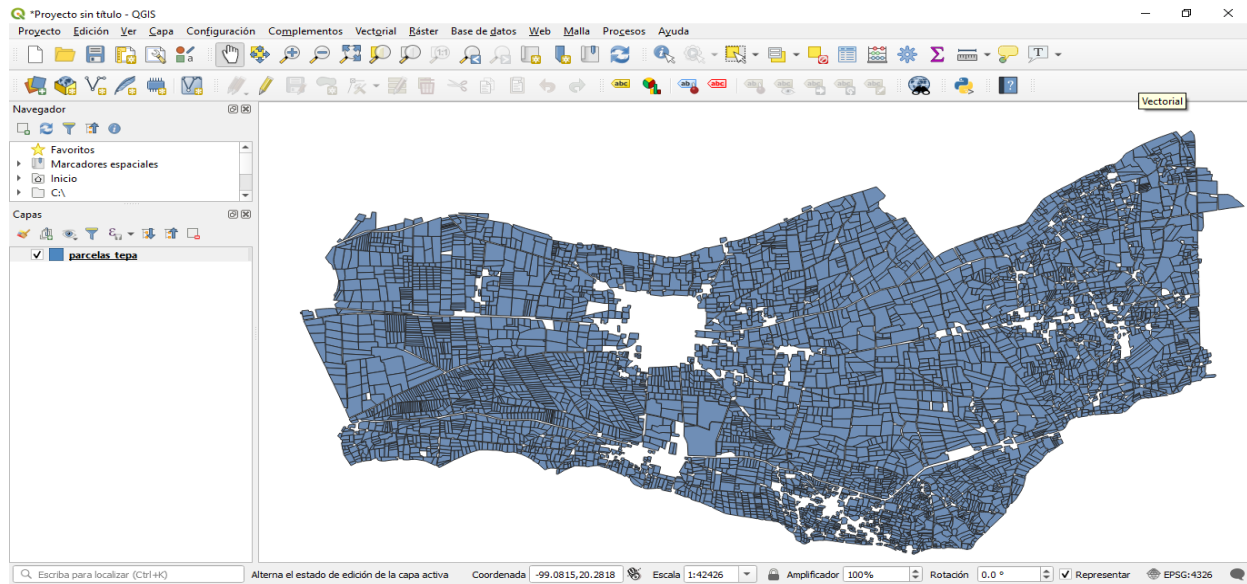 *Proyecto sin título - QGIS
Proyecto Edición Ver Capa Configuración Complementos Vectorial Ráster Base de datos Web Malla Procesos Ayuda
Vectorial
Navegador
Favoritos
Marcadores espaciales
Inicio
C:\
Capas
parcelas_tepa
Escriba para localizar (Ctrl+K) Alterna el estado de edición de la capa activa Coordenada -99.0815,20.2818 Escala 1:42426 Amplificador 100% Rotación 0.0 ° Representar EPSG:4326